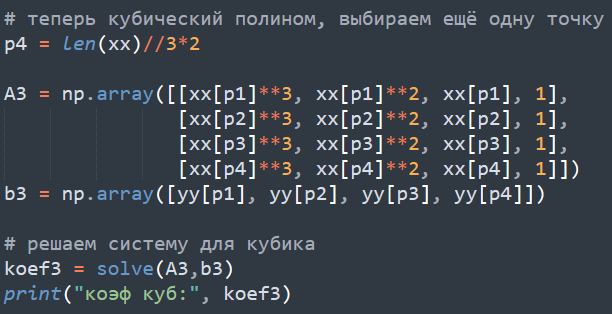 # теперь кубический полином, выбираем ещё одну точку
p4 = len(xx)//3*2
A3 = np.array([[xx[p1]**3, xx[p1]**2, xx[p1], 1],
[xx[p2]**3, xx[p2]**2, xx[p2], 1],
[xx[p3]**3, xx[p3]**2, xx[p3], 1],
[xx[p4]**3, xx[p4]**2, xx[p4], 1]])
b3 = np.array([yy[p1], yy[p2], yy[p3], yy[p4]])
# решаем систему для кубика
koef3 = solve(A3,b3)
print("коэф куб:", koef3)